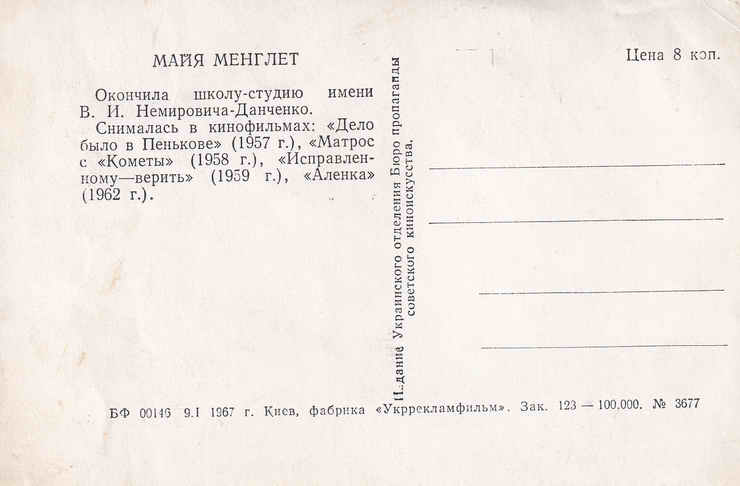 МАЙЯ МЕНГЛЕТ
Окончила школу-студию имени
В. И. Немировича-Данченко.
Снималась в кинофильмах: «Дело
было в Пенькове» (1957 г.), «Матрос
с «Кометы» (1958 г.), «Исправлен-
ному—верить» (1959 г.), «Аленка»
(1962 г.).
Издание Украинского отделения Бюро пропаганды
советского киноискусства.
Цена 8 коп.
БФ 00146 9.I 1967 г. Киев, фабрика «Укррекламфильм». Зак. 123 — 100.000. № 3677